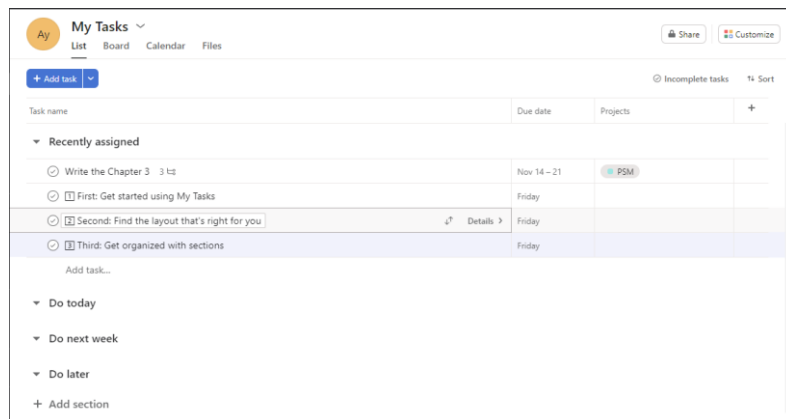 Ay
My Tasks
List Board Calendar Files
Share Customize
+ Add task
Incomplete tasks Sort
Task name Due date Projects +
Recently assigned
Write the Chapter 3 3 Nov 14 – 21 PSM
1 First: Get started using My Tasks Friday
2 Second: Find the layout that's right for you Details > Friday
3 Third: Get organized with sections Friday
Add task...
Do today
Do next week
Do later
+ Add section